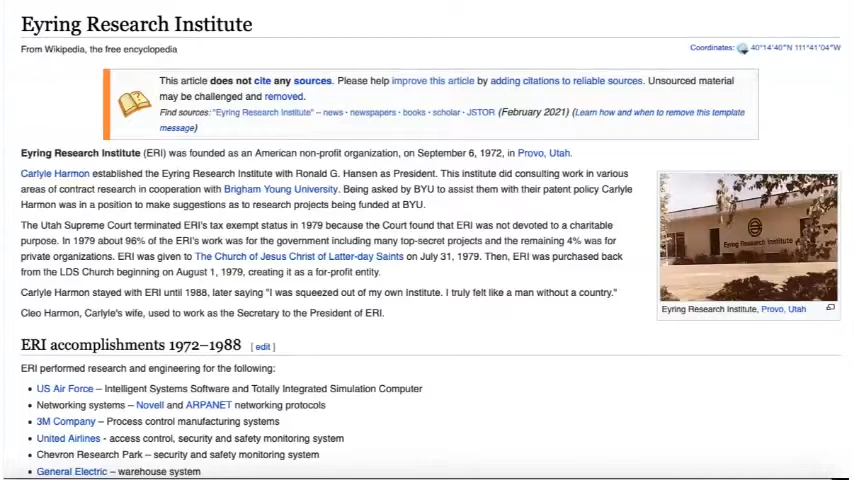 Eyring Research Institute
From Wikipedia, the free encyclopedia
Coordinates: 40°14′40″N 111°41′04″W
This article does not cite any sources. Please help improve this article by adding citations to reliable sources. Unsourced material
may be challenged and removed.
Find sources: "Eyring Research Institute" – news · newspapers · books · scholar · JSTOR (February 2021) (Learn how and when to remove this template
message)
Eyring Research Institute (ERI) was founded as an American non-profit organization, on September 6, 1972, in Provo, Utah.
Carlyle Harmon established the Eyring Research Institute with Ronald G. Hansen as President. This institute did consulting work in various
areas of contract research in cooperation with Brigham Young University. Being asked by BYU to assist them with their patent policy Carlyle
Harmon was in a position to make suggestions as to research projects being funded at BYU.
The Utah Supreme Court terminated ERI's tax exempt status in 1979 because the Court found that ERI was not devoted to a charitable
purpose. In 1979 about 96% of the ERI's work was for the government including many top-secret projects and the remaining 4% was for
private organizations. ERI was given to The Church of Jesus Christ of Latter-day Saints on July 31, 1979. Then, ERI was purchased back
from the LDS Church beginning on August 1, 1979, creating it as a for-profit entity.
Carlyle Harmon stayed with ERI until 1988, later saying "I was squeezed out of my own Institute. I truly felt like a man without a country."
Cleo Harmon, Carlyle's wife, used to work as the Secretary to the President of ERI.
Eyring Research Institute
Eyring Research Institute, Provo, Utah
ERI accomplishments 1972–1988 [ edit ]
ERI performed research and engineering for the following:
• US Air Force – Intelligent Systems Software and Totally Integrated Simulation Computer
• Networking systems – Novell and ARPANET networking protocols
• 3M Company – Process control manufacturing systems
• United Airlines - access control, security and safety monitoring system
• Chevron Research Park – security and safety monitoring system
• General Electric – warehouse system